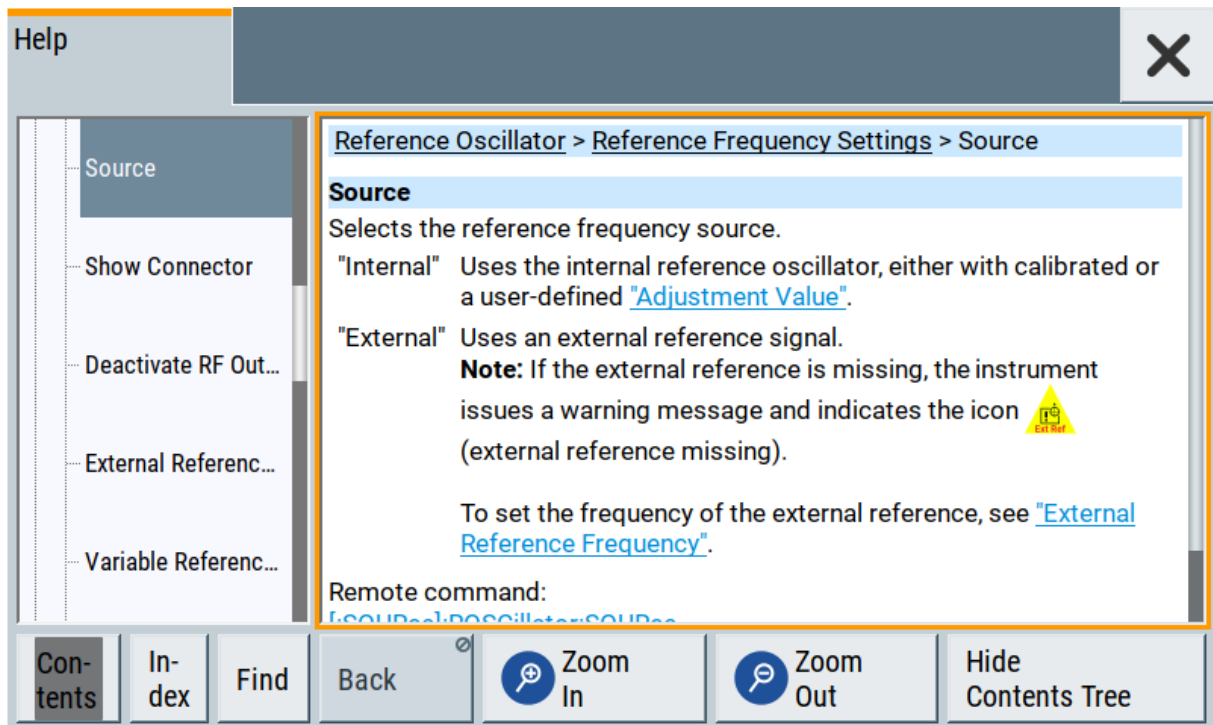 Help
Source
Show Connector
Deactivate RF Out...
External Referenc...
Variable Referenc...
Reference Oscillator > Reference Frequency Settings > Source
Source
Selects the reference frequency source.
"Internal" Uses the internal reference oscillator, either with calibrated or
a user-defined "Adjustment Value".
"External" Uses an external reference signal.
Note: If the external reference is missing, the instrument
issues a warning message and indicates the icon
Ext Ref
(external reference missing).
To set the frequency of the external reference, see "External
Reference Frequency".
Remote command:
[:SOURce]:ROSCillator:SOURce
Con-
tents
In-
dex
Find
Back
Zoom
In
Zoom
Out
Hide
Contents Tree